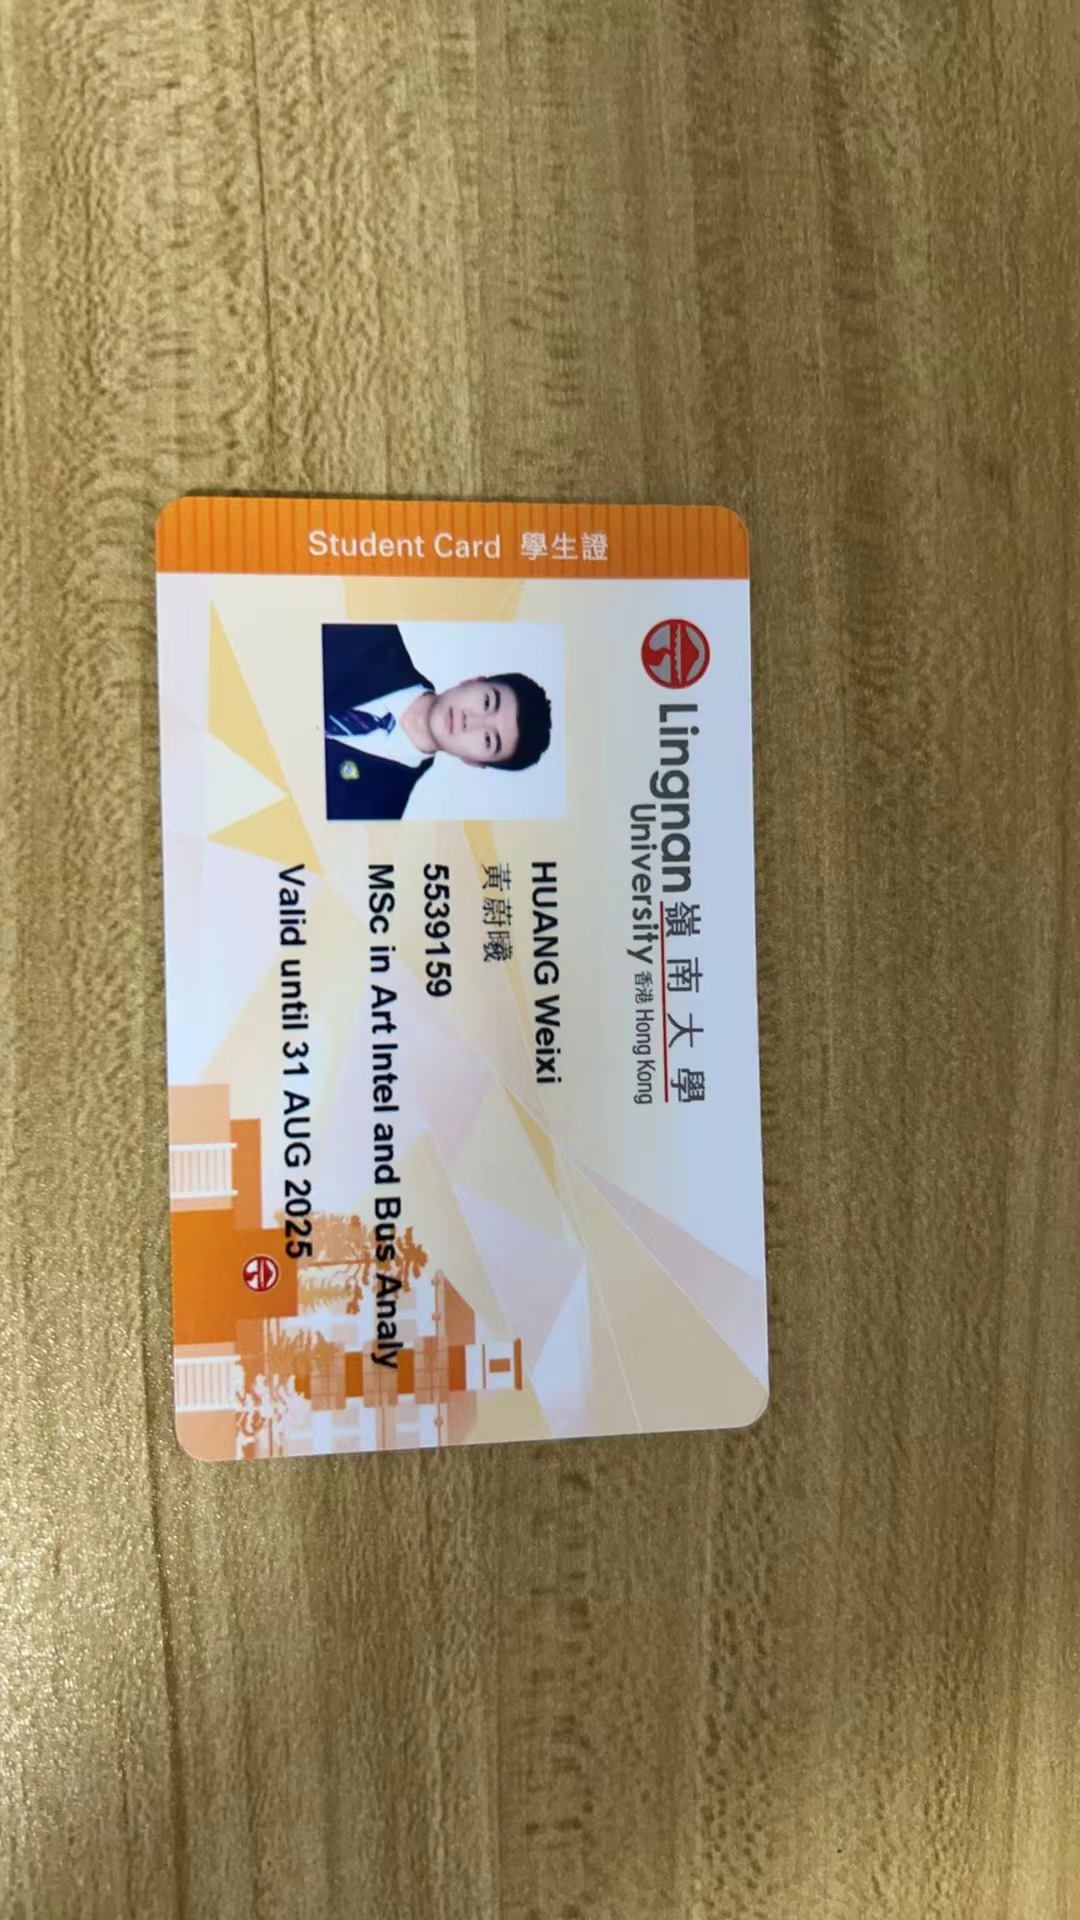 Student Card 學生證
Lingnan 嶺南大學
University 香港 Hong Kong
HUANG Weixi
黃蔚曦
5539159
MSc in Art Intel and Bus Analy
Valid until 31 AUG 2025